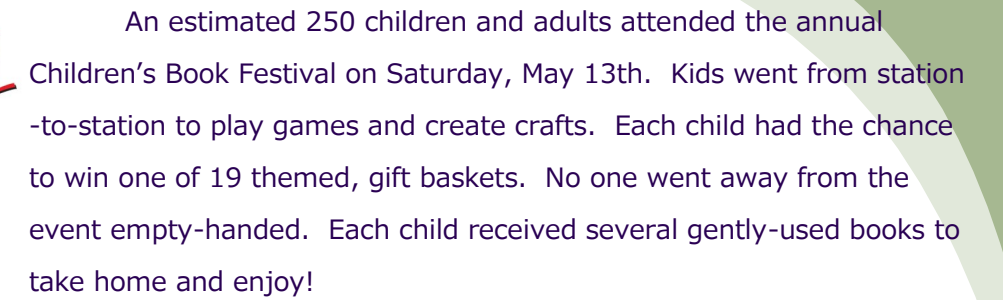 An estimated 250 children and adults attended the annual
Children’s Book Festival on Saturday, May 13th.  Kids went from station
-to-station to play games and create crafts.  Each child had the chance
to win one of 19 themed, gift baskets.  No one went away from the
event empty-handed.  Each child received several gently-used books to
take home and enjoy!